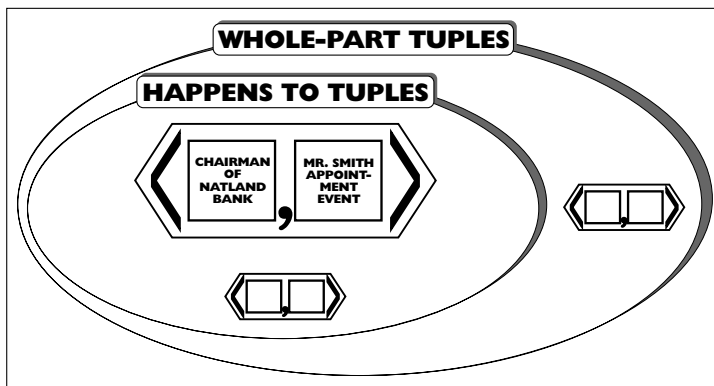 WHOLE-PART TUPLES
HAPPENS TO TUPLES
CHAIRMAN
OF
NATLAND
BANK
,
MR. SMITH
APPOINT-
MENT
EVENT
,
,